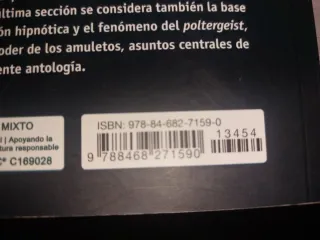 última sección se considera también la base
ón hipnótica y el fenómeno del poltergeist,
oder de los amuletos, asuntos centrales de
ente antología.
MIXTO
l | Apoyando la
tura responsable
C® C169028
ISBN: 978-84-682-7159-0
13454
9 788468 271590